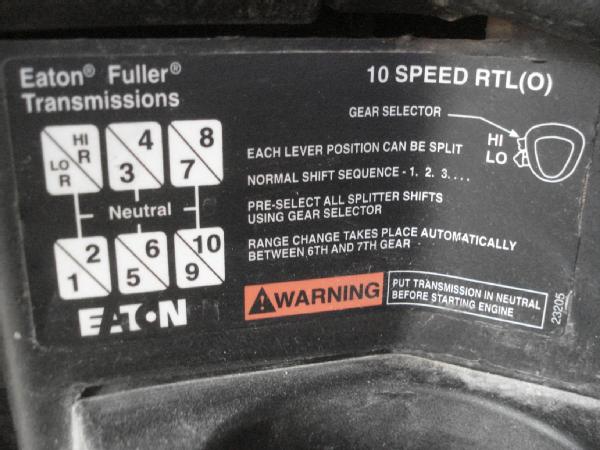 Eaton® Fuller®
Transmissions
10 SPEED RTL(O)
GEAR SELECTOR
HI
LO
HI
R
LO
R
4
3
8
7
Neutral
2
1
6
5
10
9
EATON
EACH LEVER POSITION CAN BE SPLIT
NORMAL SHIFT SEQUENCE - 1. 2. 3. . . .
PRE-SELECT ALL SPLITTER SHIFTS
USING GEAR SELECTOR
RANGE CHANGE TAKES PLACE AUTOMATICALLY
BETWEEN 6TH AND 7TH GEAR
WARNING
PUT TRANSMISSION IN NEUTRAL
BEFORE STARTING ENGINE
23205